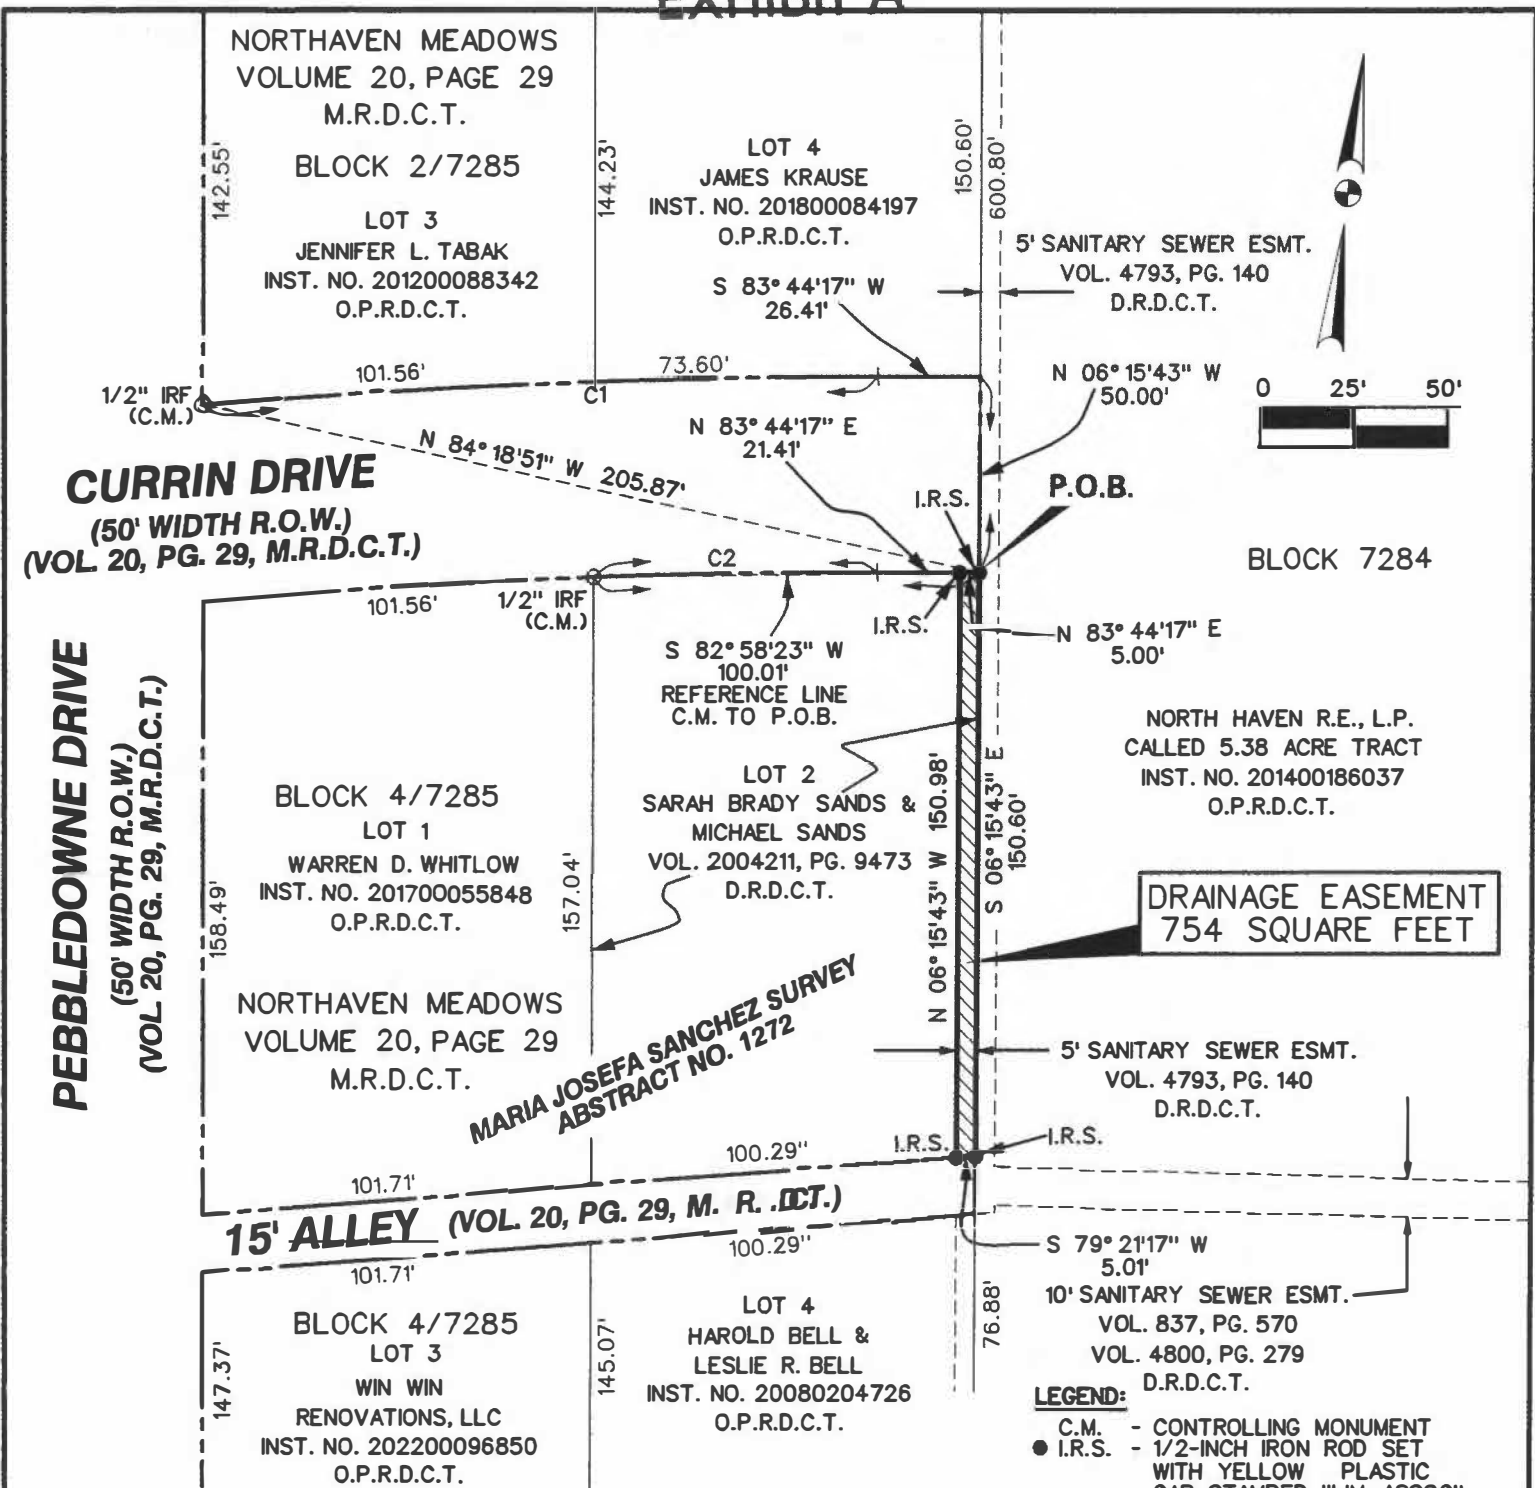 EXHIBIT A
NORTHAVEN MEADOWS
VOLUME 20, PAGE 29
M.R.D.C.T.
BLOCK 2/7285
LOT 3
JENNIFER L. TABAK
INST. NO. 201200088342
O.P.R.D.C.T.
142.55'
144.23'
LOT 4
JAMES KRAUSE
INST. NO. 201800084197
O.P.R.D.C.T.
150.60'
600.80'
5' SANITARY SEWER ESMT.
VOL. 4793, PG. 140
D.R.D.C.T.
S 83°44'17" W
26.41'
N 06°15'43" W
50.00'
0 25' 50'
101.56'
73.60'
C1
1/2" IRF
(C.M.)
N 84°18'51" W 205.87'
N 83°44'17" E
21.41'
CURRIN DRIVE
(50' WIDTH R.O.W.)
(VOL. 20, PG. 29, M.R.D.C.T.)
I.R.S.
P.O.B.
BLOCK 7284
C2
101.56'
1/2" IRF
(C.M.)
I.R.S.
N 83°44'17" E
5.00'
S 82°58'23" W
100.01'
REFERENCE LINE
C.M. TO P.O.B.
PEBBLEDOWNE DRIVE
(50' WIDTH R.O.W.)
(VOL. 20, PG. 29, M.R.D.C.T.)
NORTH HAVEN R.E., L.P.
CALLED 5.38 ACRE TRACT
INST. NO. 201400186037
O.P.R.D.C.T.
BLOCK 4/7285
LOT 1
WARREN D. WHITLOW
INST. NO. 201700055848
O.P.R.D.C.T.
158.49'
157.04'
LOT 2
SARAH BRADY SANDS &
MICHAEL SANDS
VOL. 2004211, PG. 9473
D.R.D.C.T.
N 06°15'43" W 150.98'
S 06°15'43" E
150.60'
DRAINAGE EASEMENT
754 SQUARE FEET
NORTHAVEN MEADOWS
VOLUME 20, PAGE 29
M.R.D.C.T.
MARIA JOSEFA SANCHEZ SURVEY
ABSTRACT NO. 1272
5' SANITARY SEWER ESMT.
VOL. 4793, PG. 140
D.R.D.C.T.
I.R.S.
I.R.S.
100.29"
101.71'
15' ALLEY (VOL. 20, PG. 29, M. R. .DCT.)
100.29"
101.71'
S 79°21'17" W
5.01'
10' SANITARY SEWER ESMT.
VOL. 837, PG. 570
VOL. 4800, PG. 279
D.R.D.C.T.
76.88'
BLOCK 4/7285
LOT 3
WIN WIN
RENOVATIONS, LLC
INST. NO. 202200096850
O.P.R.D.C.T.
147.37'
145.07'
LOT 4
HAROLD BELL &
LESLIE R. BELL
INST. NO. 20080204726
O.P.R.D.C.T.
LEGEND:
C.M. - CONTROLLING MONUMENT
I.R.S. - 1/2-INCH IRON ROD SET
WITH YELLOW PLASTIC